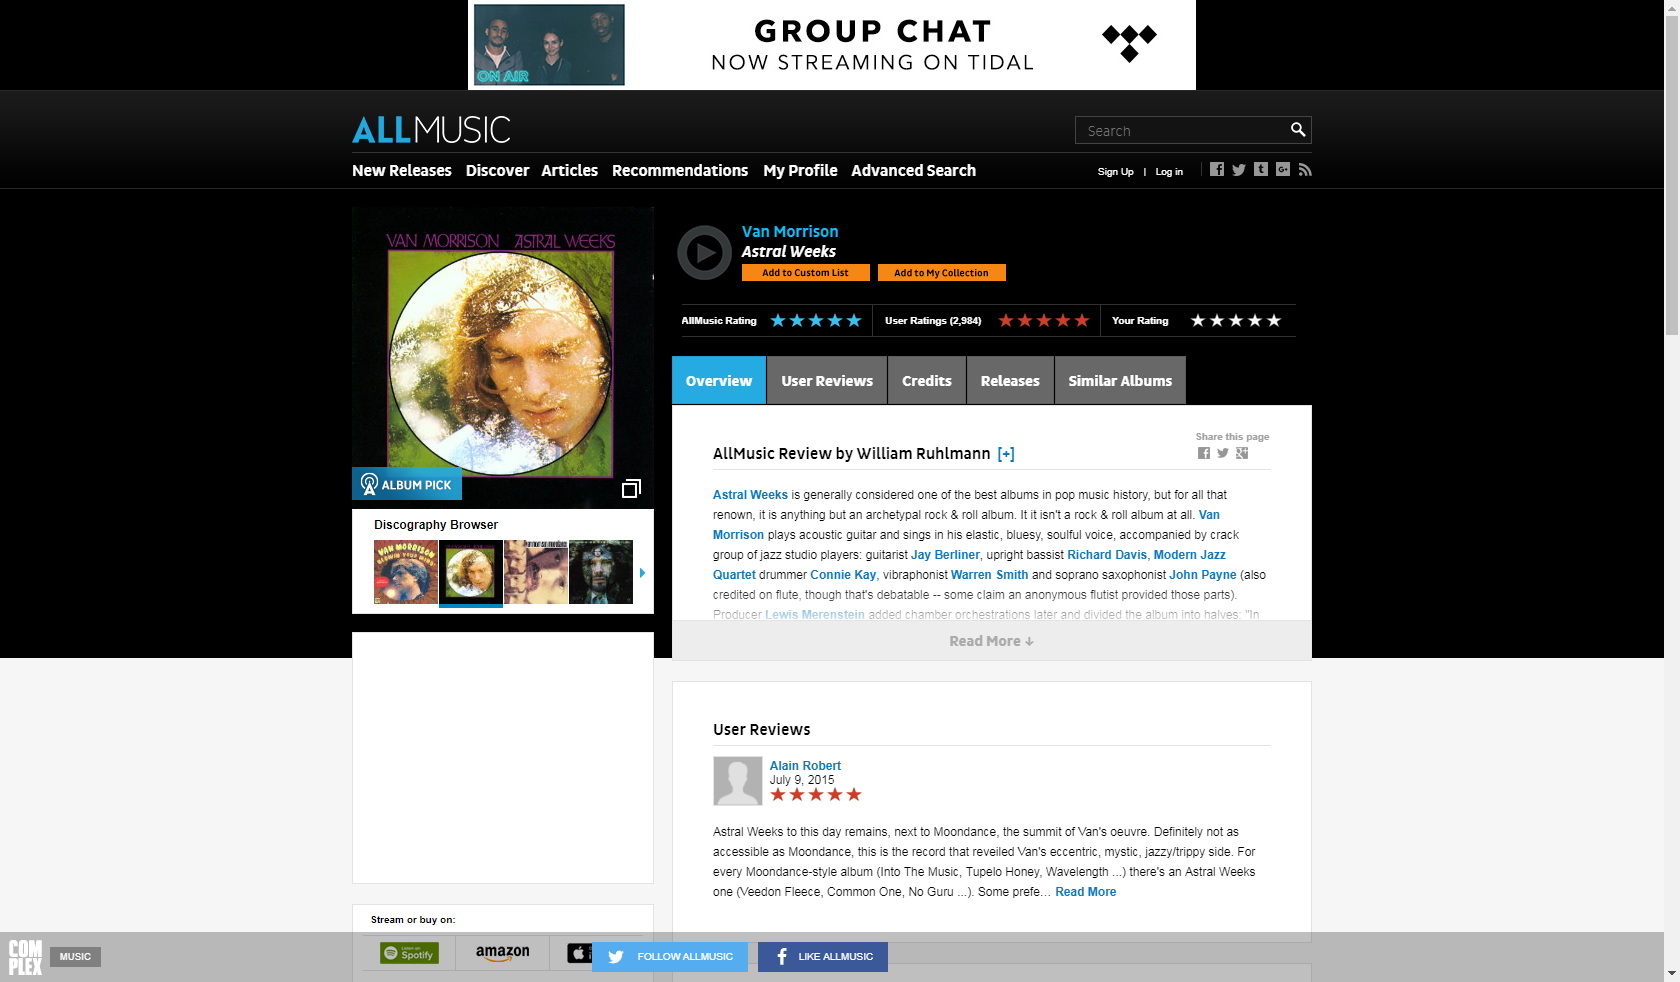 GROUP CHAT
NOW STREAMING ON TIDAL
ON AIR
ALLMUSIC
Search
New Releases Discover Articles Recommendations My Profile Advanced Search
Sign Up | Log in
VAN MORRISON ASTRAL WEEKS
ALBUM PICK
Van Morrison
Astral Weeks
Add to Custom List Add to My Collection
AllMusic Rating User Ratings (2,984) Your Rating
Overview User Reviews Credits Releases Similar Albums
Share this page
AllMusic Review by William Ruhlmann [+]
Astral Weeks is generally considered one of the best albums in pop music history, but for all that
renown, it is anything but an archetypal rock & roll album. It it isn't a rock & roll album at all. Van
Morrison plays acoustic guitar and sings in his elastic, bluesy, soulful voice, accompanied by crack
group of jazz studio players: guitarist Jay Berliner, upright bassist Richard Davis, Modern Jazz
Quartet drummer Connie Kay, vibraphonist Warren Smith and soprano saxophonist John Payne (also
credited on flute, though that's debatable -- some claim an anonymous flutist provided those parts).
Producer Lewis Merenstein added chamber orchestrations later and divided the album into halves: "In
Read More ↓
Discography Browser
VAN MORRISON
User Reviews
Alain Robert
July 9, 2015
Astral Weeks to this day remains, next to Moondance, the summit of Van's oeuvre. Definitely not as
accessible as Moondance, this is the record that reveiled Van's eccentric, mystic, jazzy/trippy side. For
every Moondance-style album (Into The Music, Tupelo Honey, Wavelength ...) there's an Astral Weeks
one (Veedon Fleece, Common One, No Guru ...). Some prefe... Read More
Stream or buy on:
Listen on
Spotify
amazon
COMPLEX
MUSIC
FOLLOW ALLMUSIC
LIKE ALLMUSIC